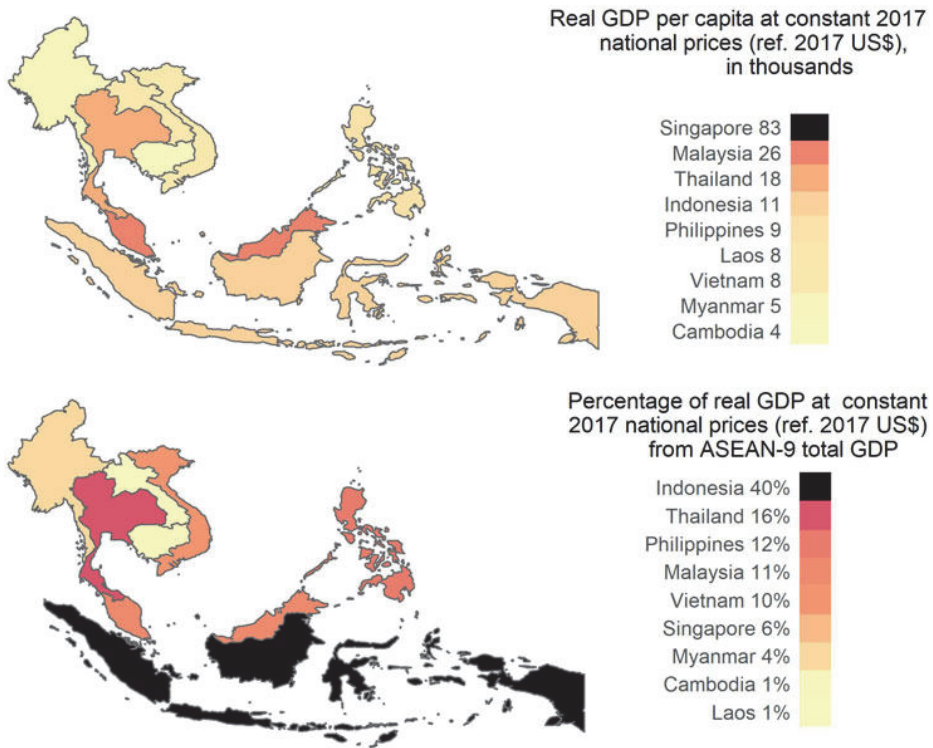 Real GDP per capita at constant 2017
national prices (ref. 2017 US$),
in thousands
Singapore 83
Malaysia 26
Thailand 18
Indonesia 11
Philippines 9
Laos 8
Vietnam 8
Myanmar 5
Cambodia 4
Percentage of real GDP at constant
2017 national prices (ref. 2017 US$)
from ASEAN-9 total GDP
Indonesia 40%
Thailand 16%
Philippines 12%
Malaysia 11%
Vietnam 10%
Singapore 6%
Myanmar 4%
Cambodia 1%
Laos 1%